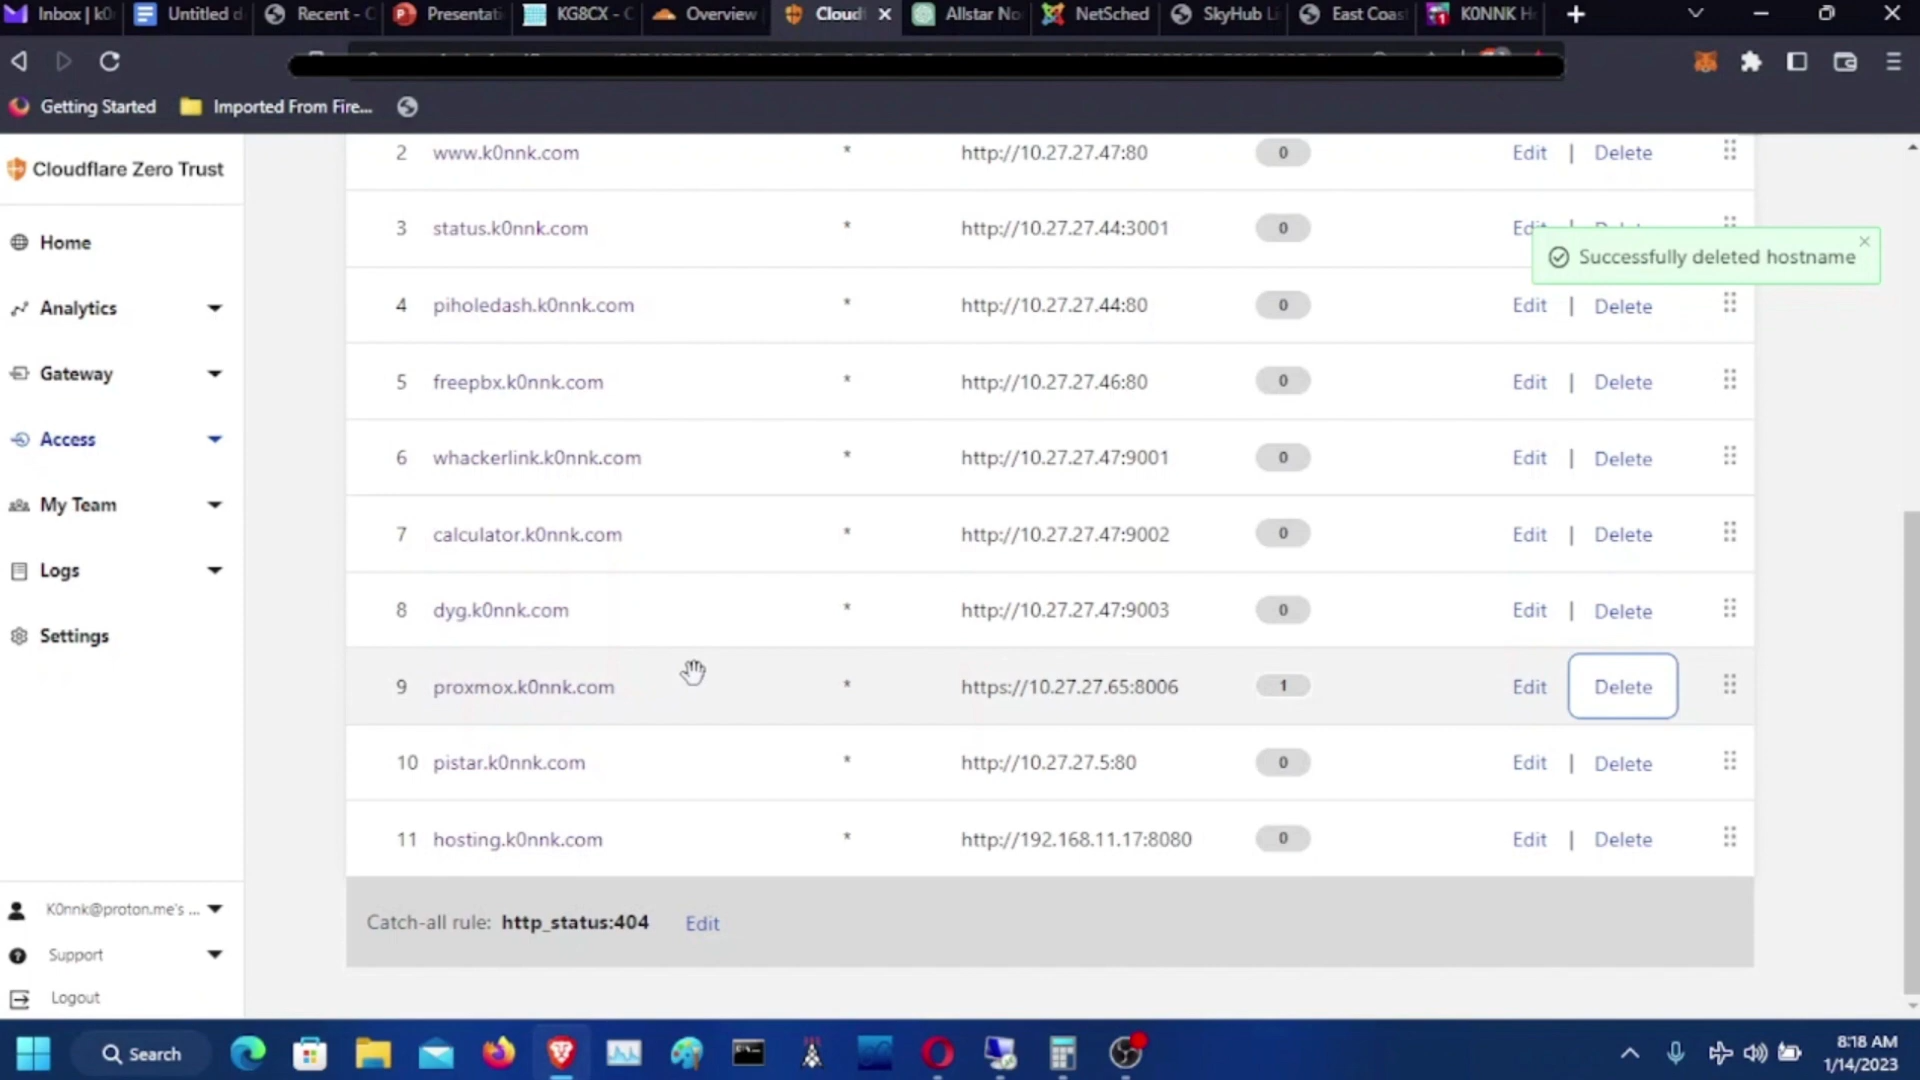 Inbox | k0
Untitled d
Recent - C
Presentati
KG8CX - C
Overview
Cloudf
Allstar No
NetSched
SkyHub Li
East Coas
K0NNK H
Getting Started
Imported From Fire...
Cloudflare Zero Trust
Home
Analytics
Gateway
Access
My Team
Logs
Settings
K0nnk@proton.me's ...
Support
Logout
2 www.k0nnk.com * http://10.27.27.47:80 0 Edit | Delete
3 status.k0nnk.com * http://10.27.27.44:3001 0
Successfully deleted hostname
4 piholedash.k0nnk.com * http://10.27.27.44:80 0 Edit | Delete
5 freepbx.k0nnk.com * http://10.27.27.46:80 0 Edit | Delete
6 whackerlink.k0nnk.com * http://10.27.27.47:9001 0 Edit | Delete
7 calculator.k0nnk.com * http://10.27.27.47:9002 0 Edit | Delete
8 dyg.k0nnk.com * http://10.27.27.47:9003 0 Edit | Delete
9 proxmox.k0nnk.com * https://10.27.27.65:8006 1 Edit Delete
10 pistar.k0nnk.com * http://10.27.27.5:80 0 Edit | Delete
11 hosting.k0nnk.com * http://192.168.11.17:8080 0 Edit | Delete
Catch-all rule: http_status:404 Edit
Search
8:18 AM
1/14/2023